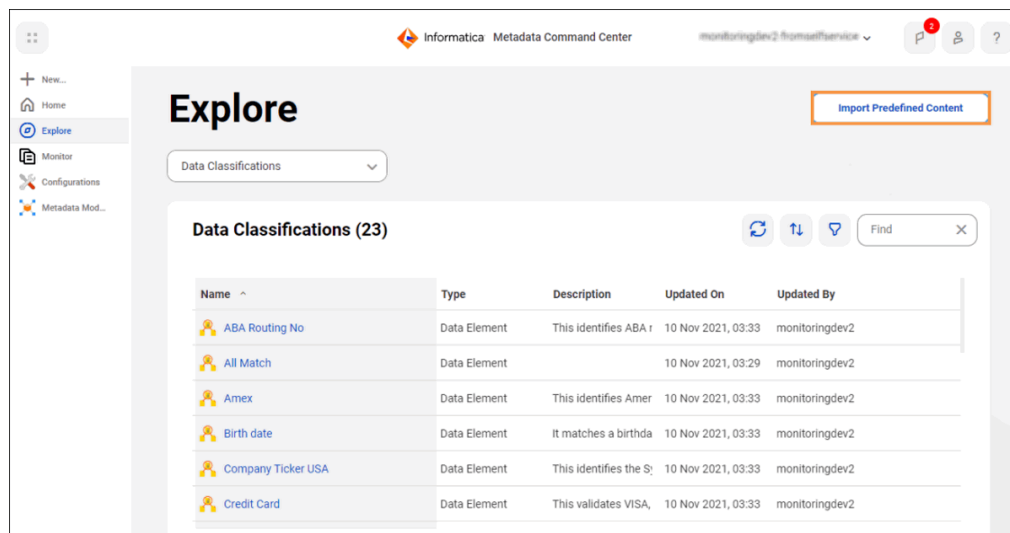 Informatica Metadata Command Center
monitoringdev2-fromselfservice
2
?
New...
Home
Explore
Monitor
Configurations
Metadata Mod...
Explore
Import Predefined Content
Data Classifications
Data Classifications (23)
Find
Name Type Description Updated On Updated By
ABA Routing No Data Element This identifies ABA r 10 Nov 2021, 03:33 monitoringdev2
All Match Data Element 10 Nov 2021, 03:29 monitoringdev2
Amex Data Element This identifies Amer 10 Nov 2021, 03:33 monitoringdev2
Birth date Data Element It matches a birthda 10 Nov 2021, 03:33 monitoringdev2
Company Ticker USA Data Element This identifies the Sy 10 Nov 2021, 03:33 monitoringdev2
Credit Card Data Element This validates VISA, 10 Nov 2021, 03:33 monitoringdev2